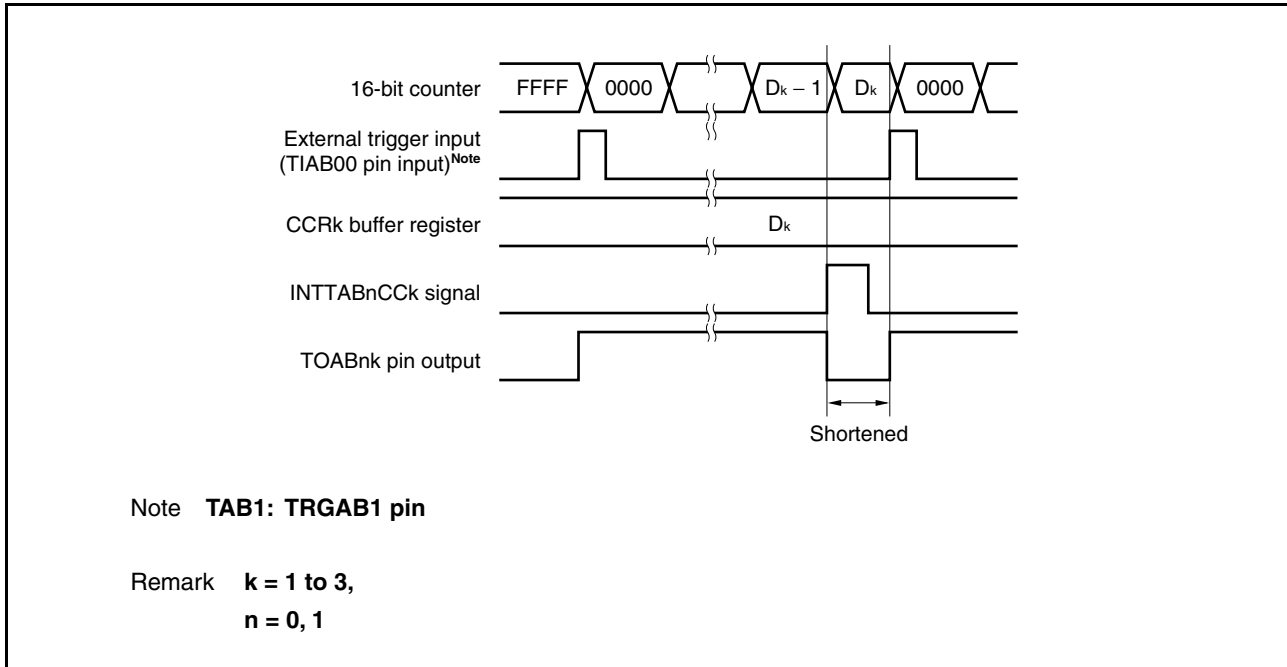 16-bit counter FFFF 0000 Dk – 1 Dk 0000
External trigger input
(TIAB00 pin input)Note
CCRk buffer register Dk
INTTABnCCk signal
TOABnk pin output
Shortened
Note TAB1: TRGAB1 pin
Remark k = 1 to 3,
n = 0, 1